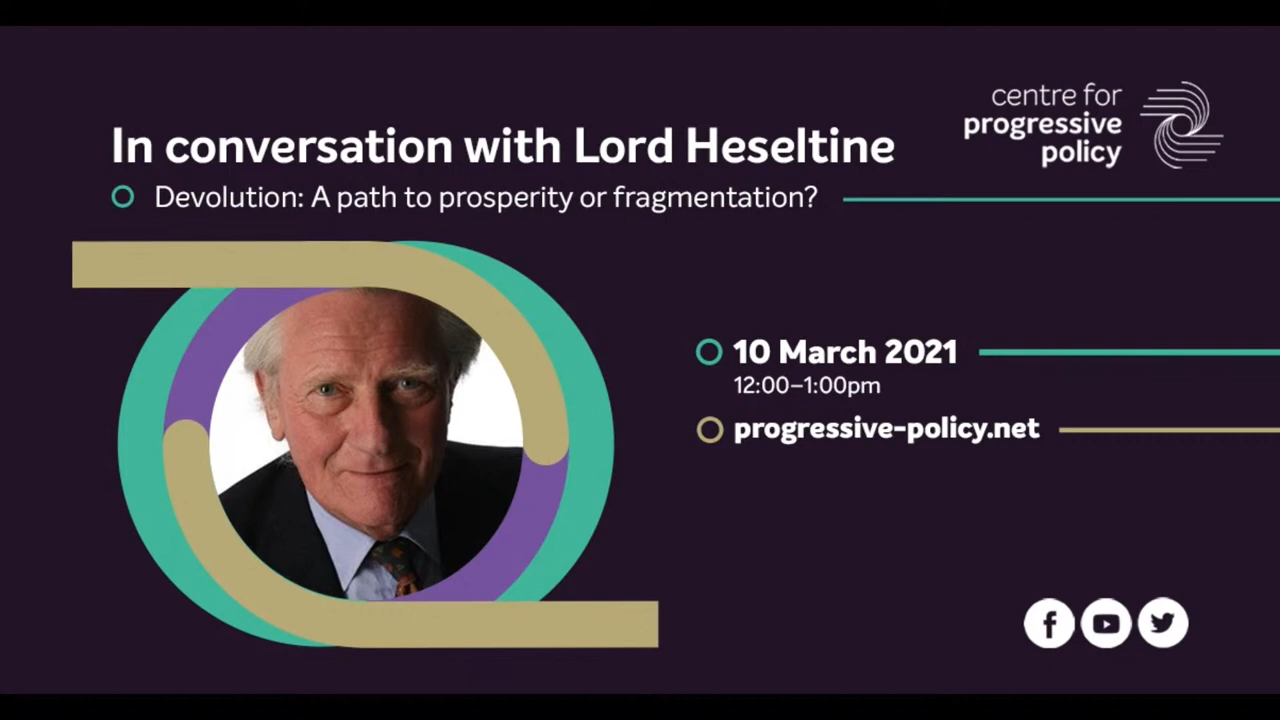 centre for
progressive
policy
In conversation with Lord Heseltine
Devolution: A path to prosperity or fragmentation?
10 March 2021
12:00–1:00pm
progressive-policy.net